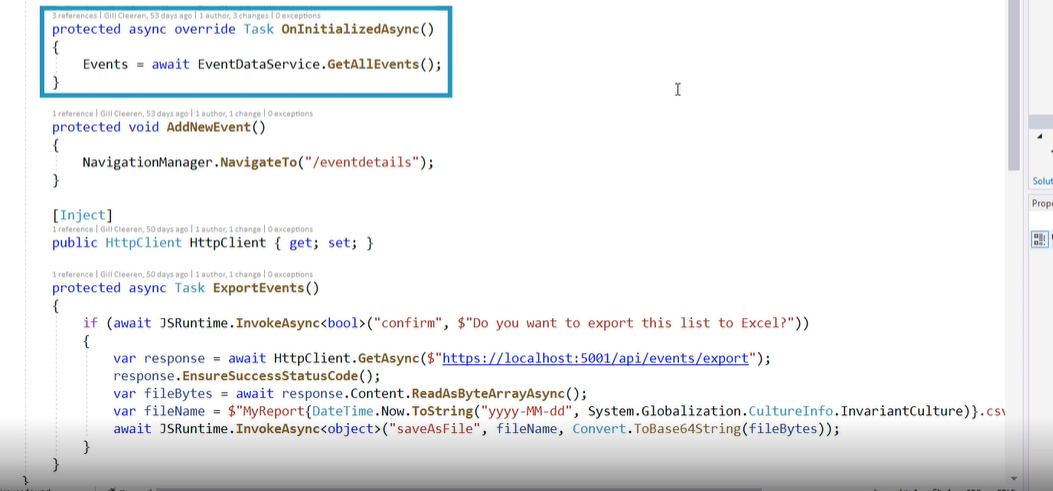 3 references | Gill Cleeren, 53 days ago | 1 author, 3 changes | 0 exceptions
protected async override Task OnInitializedAsync()
{
Events = await EventDataService.GetAllEvents();
}
1 reference | Gill Cleeren, 53 days ago | 1 author, 1 change | 0 exceptions
protected void AddNewEvent()
{
NavigationManager.NavigateTo("/eventdetails");
}
[Inject]
1 reference | Gill Cleeren, 50 days ago | 1 author, 1 change | 0 exceptions
public HttpClient HttpClient { get; set; }
1 reference | Gill Cleeren, 50 days ago | 1 author, 1 change | 0 exceptions
protected async Task ExportEvents()
{
if (await JSRuntime.InvokeAsync<bool>("confirm", $"Do you want to export this list to Excel?"))
{
var response = await HttpClient.GetAsync($"https://localhost:5001/api/events/export");
response.EnsureSuccessStatusCode();
var fileBytes = await response.Content.ReadAsByteArrayAsync();
var fileName = $"MyReport{DateTime.Now.ToString("yyyy-MM-dd", System.Globalization.CultureInfo.InvariantCulture)}.csv
await JSRuntime.InvokeAsync<object>("saveAsFile", fileName, Convert.ToBase64String(fileBytes));
}
}
}
Solut
Prope